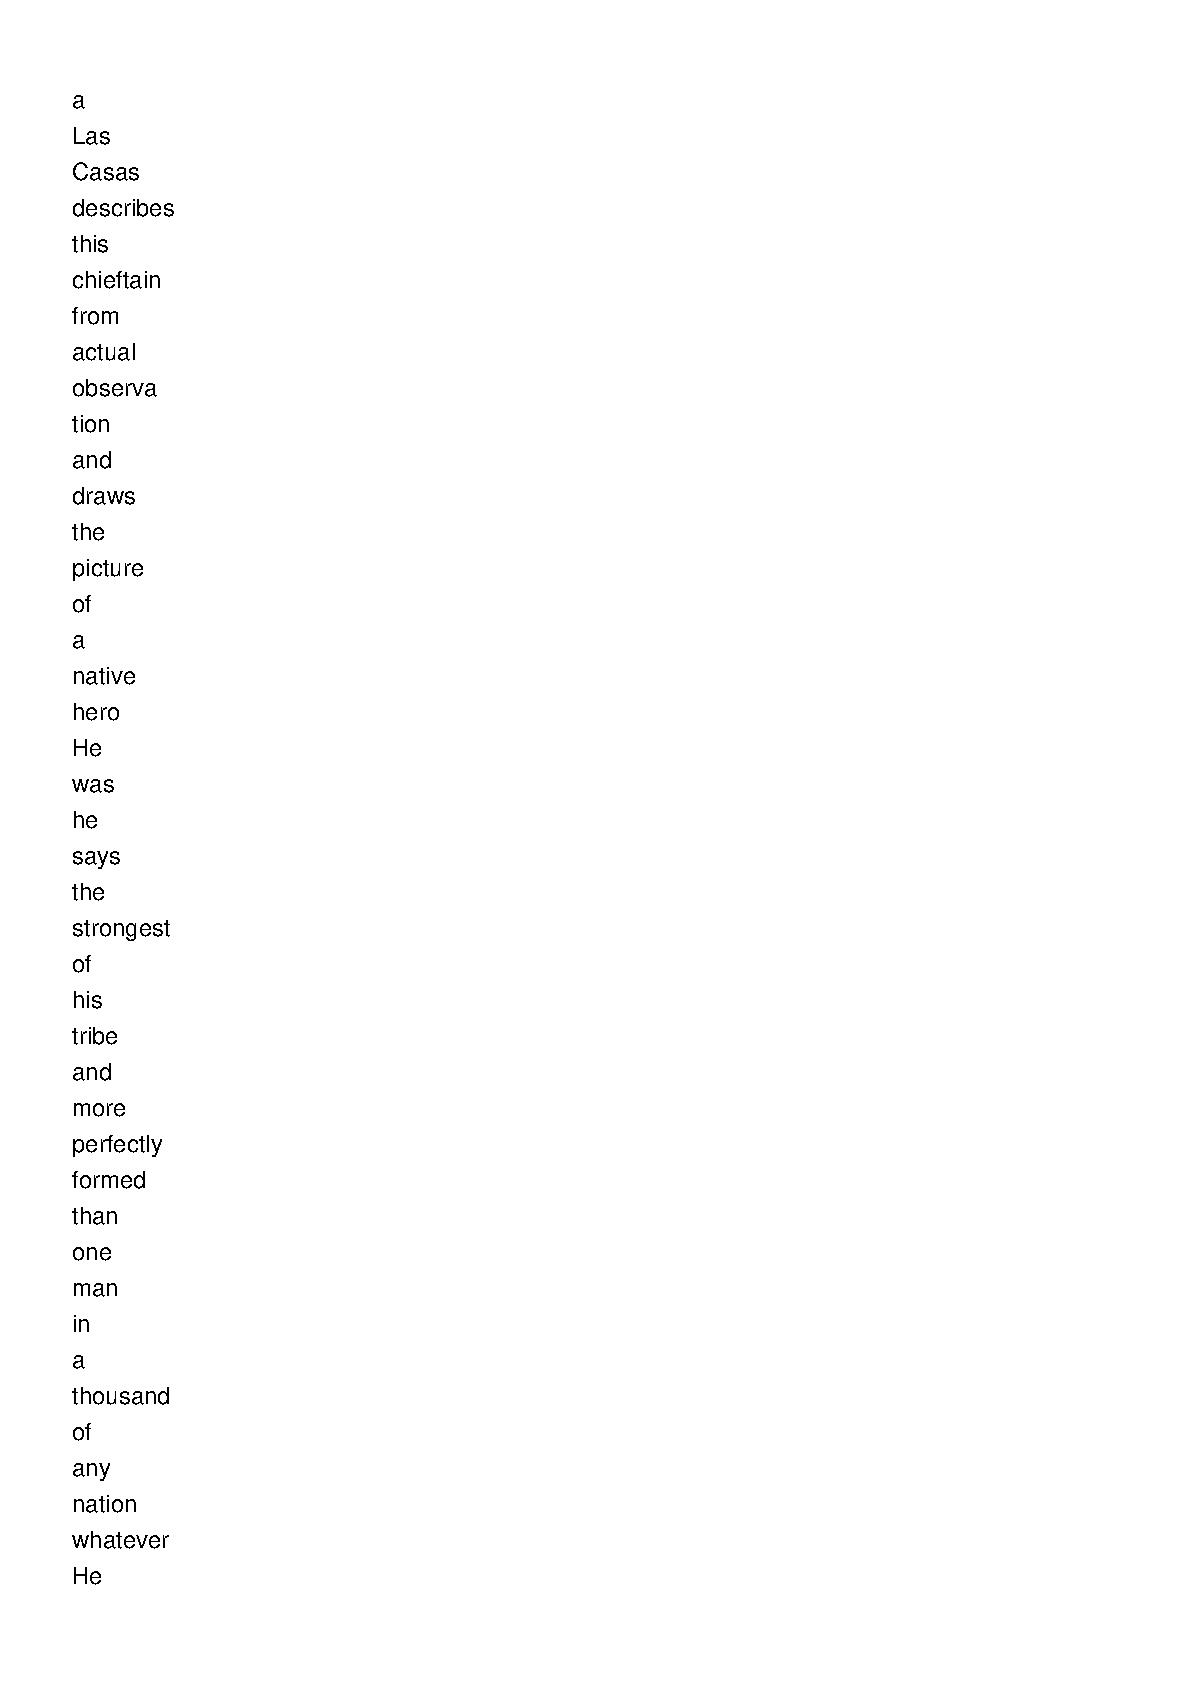 a
Las
Casas
describes
this
chieftain
from
actual
observa
tion
and
draws
the
picture
of
a
native
hero
He
was
he
says
the
strongest
of
his
tribe
and
more
perfectly
formed
than
one
man
in
a
thousand
of
any
nation
whatever
He